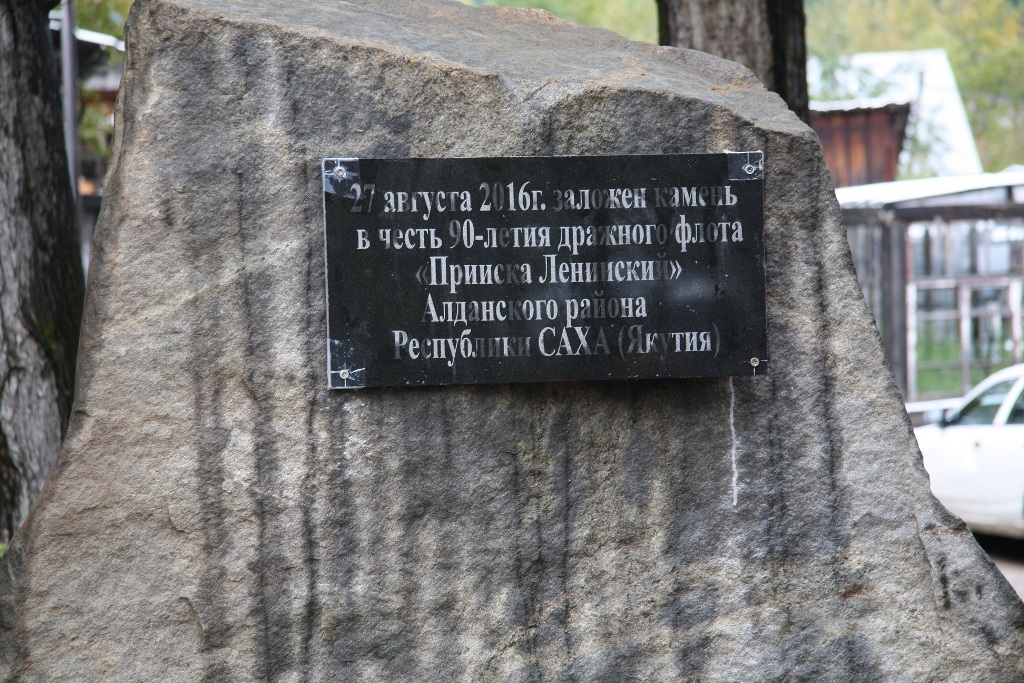 27 августа 2016г. заложен камень
в честь 90-летия дражного флота
«Прииска Ленинский»
Алданского района
Республики САХА (Якутия)